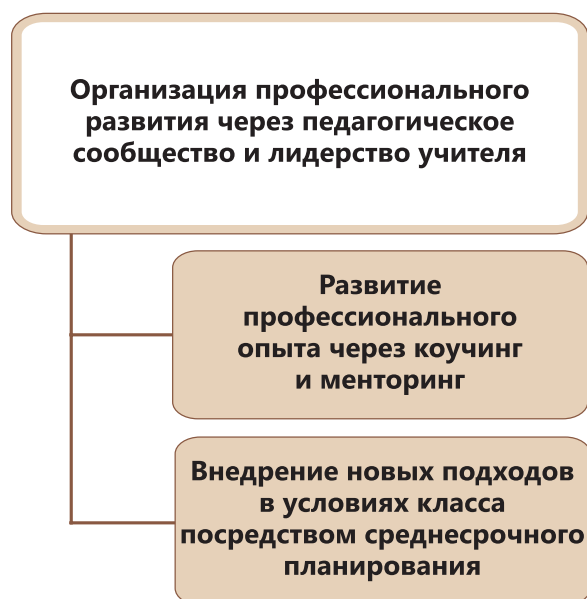 Организация профессионального
развития через педагогическое
сообщество и лидерство учителя
Развитие
профессионального
опыта через коучинг
и менторинг
Внедрение новых подходов
в условиях класса
посредством среднесрочного
планирования